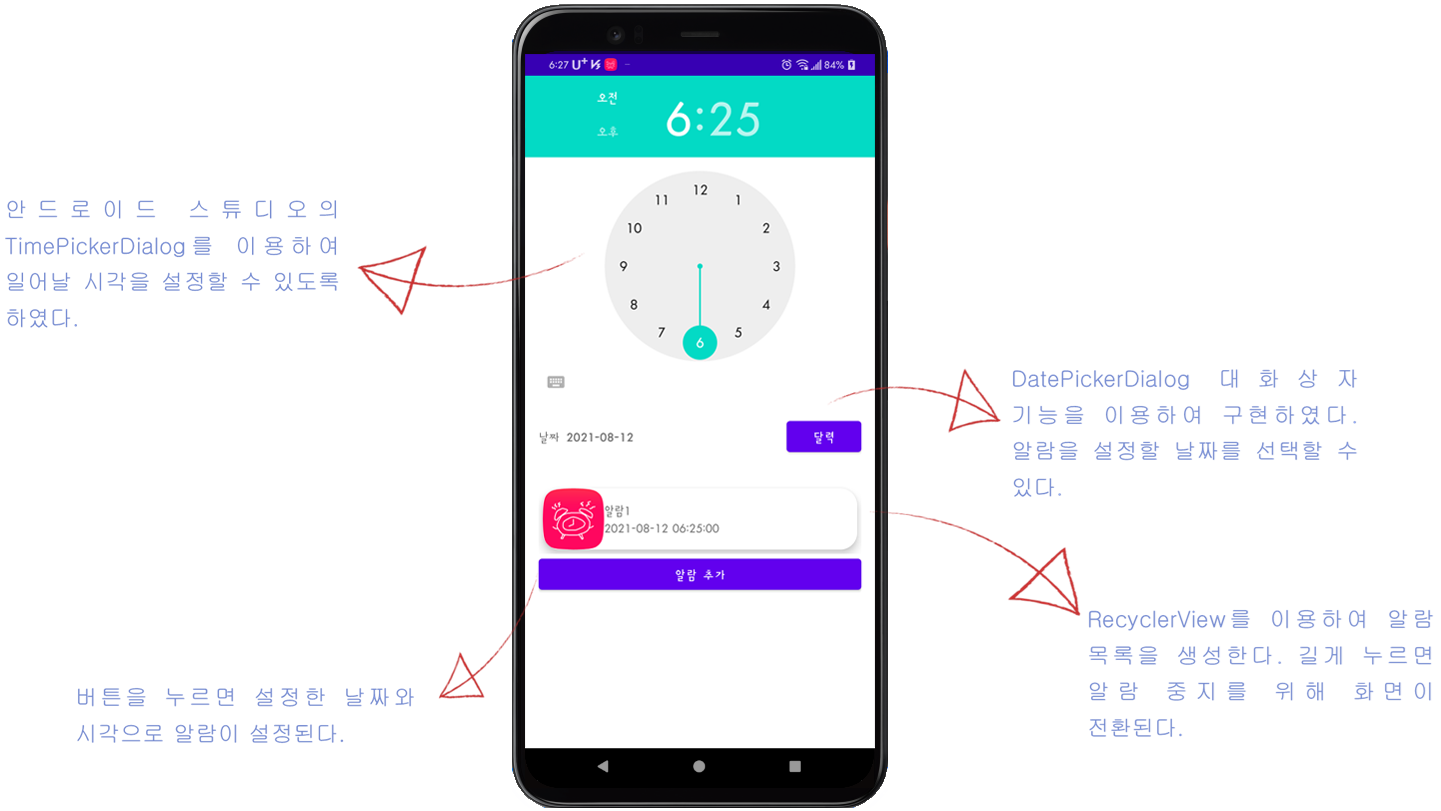 6:27 U+ 84%
오전
오후
6:25
12
11 1
10 2
9 3
8 4
7 5
6
안드로이드 스튜디오의
TimePickerDialog를 이용하여
일어날 시각을 설정할 수 있도록
하였다.
DatePickerDialog 대화상자
기능을 이용하여 구현하였다.
알람을 설정할 날짜를 선택할 수
있다.
날짜 2021-08-12 달력
알람1
2021-08-12 06:25:00
알람 추가
RecyclerView를 이용하여 알람
목록을 생성한다. 길게 누르면
알람 중지를 위해 화면이
전환된다.
버튼을 누르면 설정한 날짜와
시각으로 알람이 설정된다.